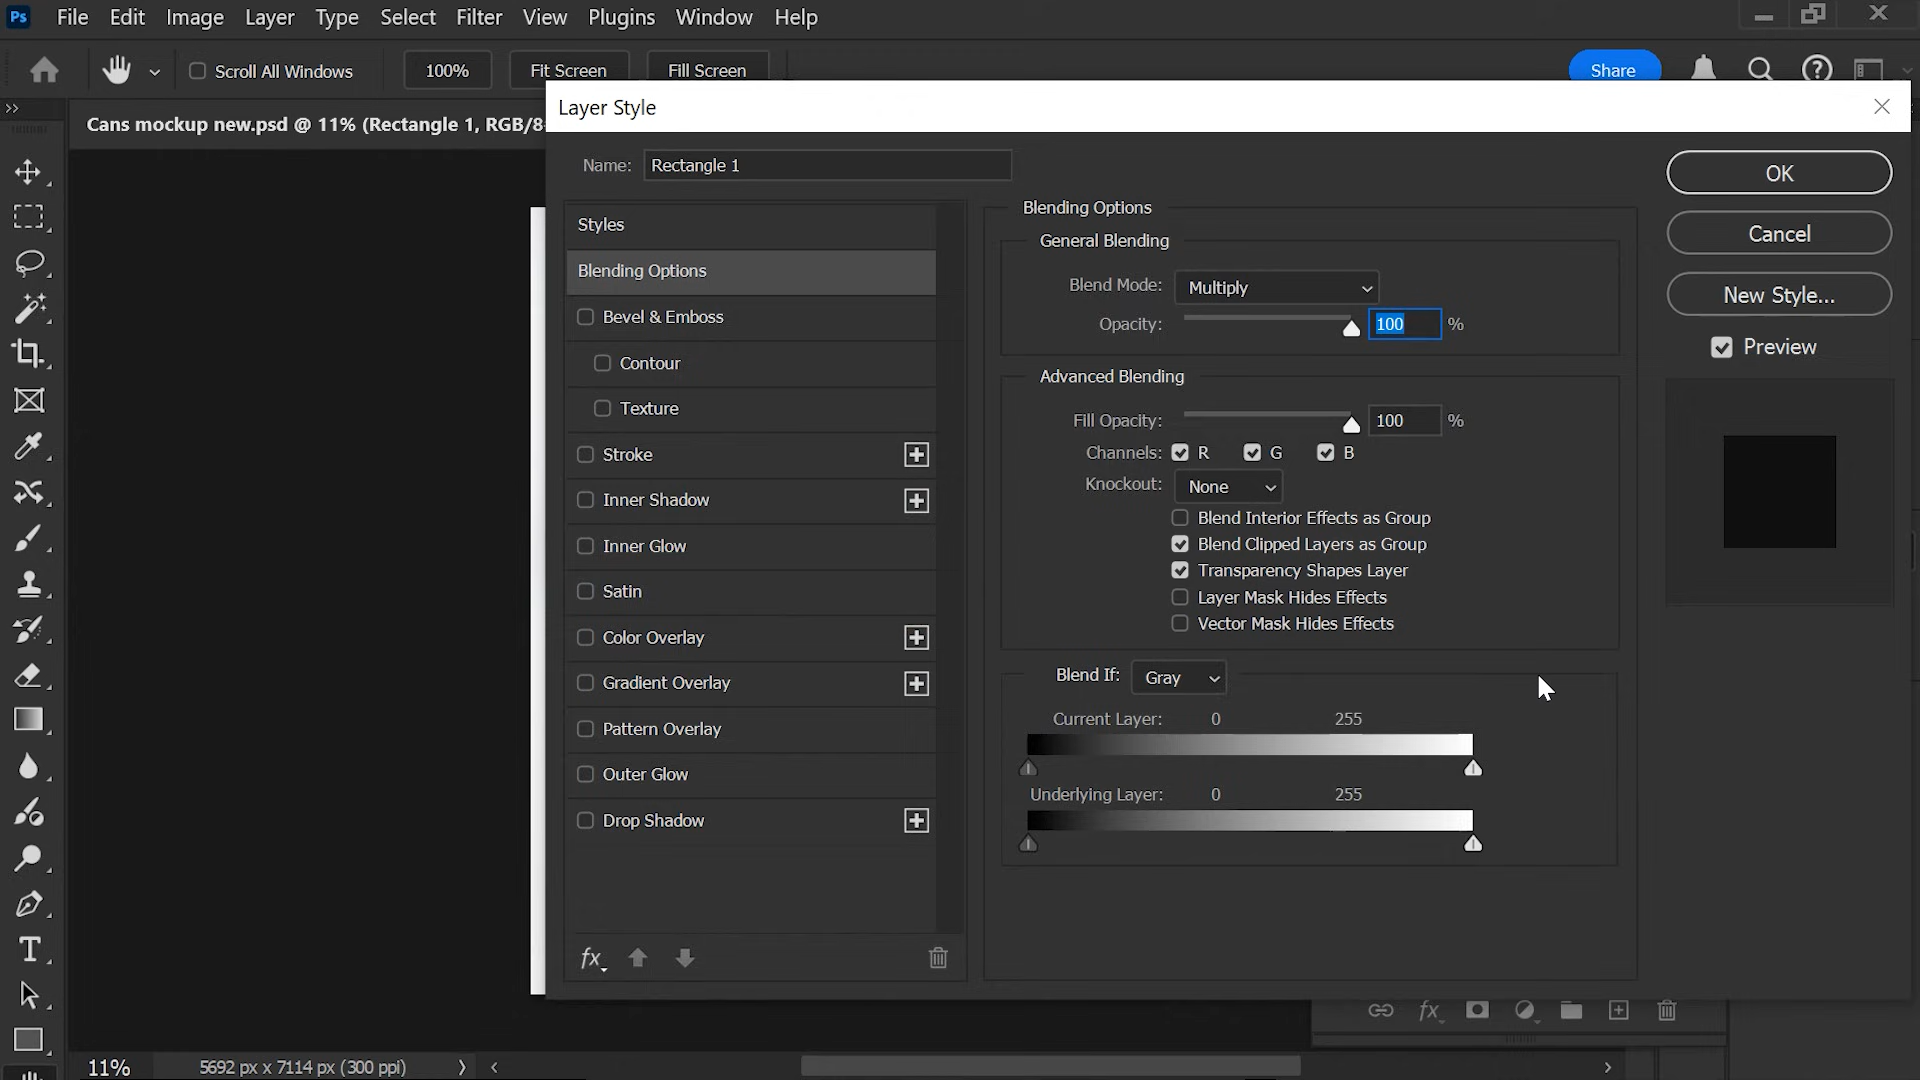 Ps File Edit Image Layer Type Select Filter View Plugins Window Help
Scroll All Windows 100% Fit Screen Fill Screen Share
Layer Style
Cans mockup new.psd @ 11% (Rectangle 1, RGB/8
Name: Rectangle 1
OK
Styles
Blending Options
General Blending
Cancel
Blending Options
Blend Mode: Multiply
New Style...
Bevel & Emboss
Opacity: 100 %
Preview
Contour
Advanced Blending
Texture
Fill Opacity: 100 %
Stroke
Channels: R G B
Knockout: None
Inner Shadow
Blend Interior Effects as Group
Inner Glow
Blend Clipped Layers as Group
Transparency Shapes Layer
Satin
Layer Mask Hides Effects
Vector Mask Hides Effects
Color Overlay
Gradient Overlay
Blend If: Gray
Pattern Overlay
Current Layer: 0 255
Outer Glow
Underlying Layer: 0 255
Drop Shadow
fx
fx
T
11% 5692 px x 7114 px (300 ppi)